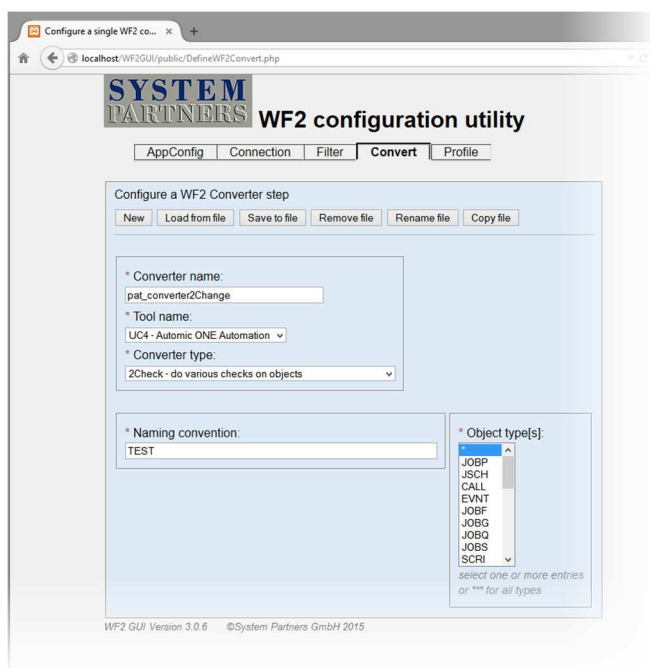 Configure a single WF2 co... × +
localhost/WF2GUI/public/DefineWF2Convert.php
SYSTEM
PARTNERS WF2 configuration utility
AppConfig Connection Filter Convert Profile
Configure a WF2 Converter step
New Load from file Save to file Remove file Rename file Copy file
* Converter name:
pat_converter2Change
* Tool name:
UC4 - Automic ONE Automation
* Converter type:
2Check - do various checks on objects
* Naming convention:
TEST
* Object type[s]:
*
JOBP
JSCH
CALL
EVNT
JOBF
JOBG
JOBQ
JOBS
SCRI
select one or more entries
or "*" for all types
WF2 GUI Version 3.0.6 ©System Partners GmbH 2015